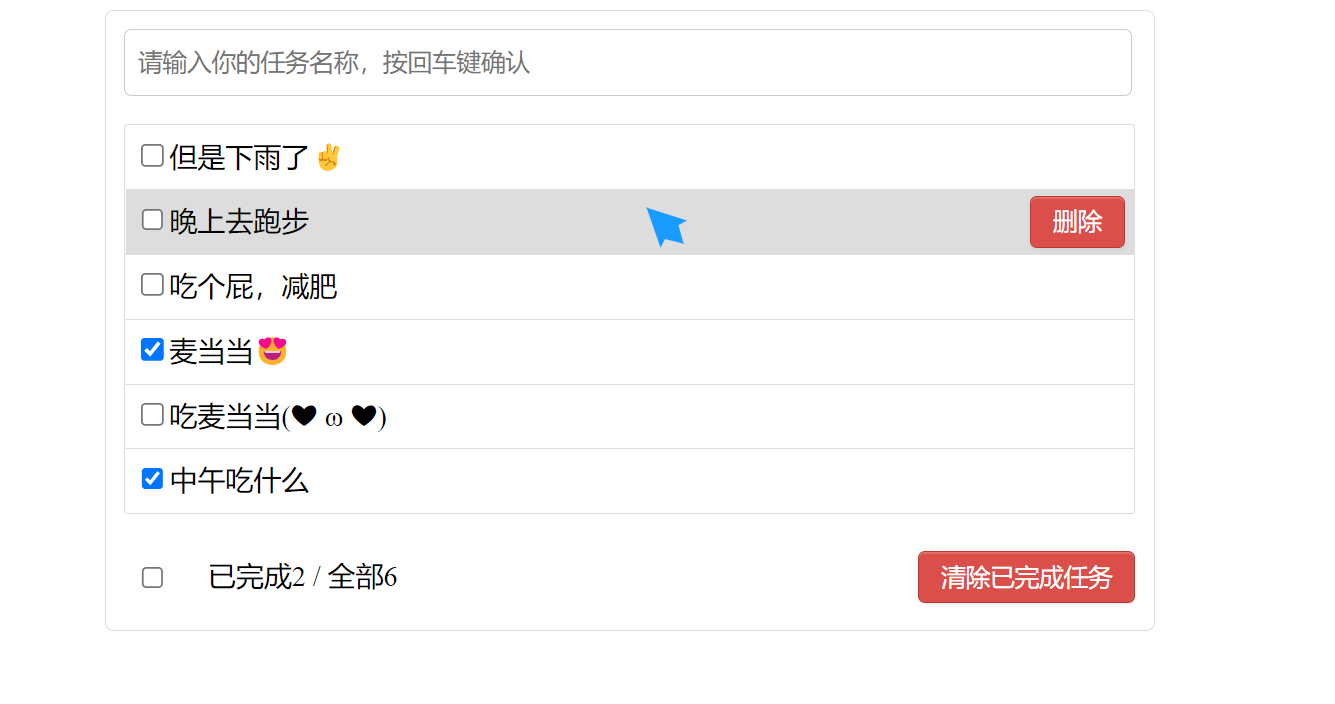 请输入你的任务名称，按回车键确认
但是下雨了✌
晚上去跑步 删除
吃个屁，减肥
麦当当😍
吃麦当当(♥ ω ♥)
中午吃什么
已完成2 / 全部6 清除已完成任务